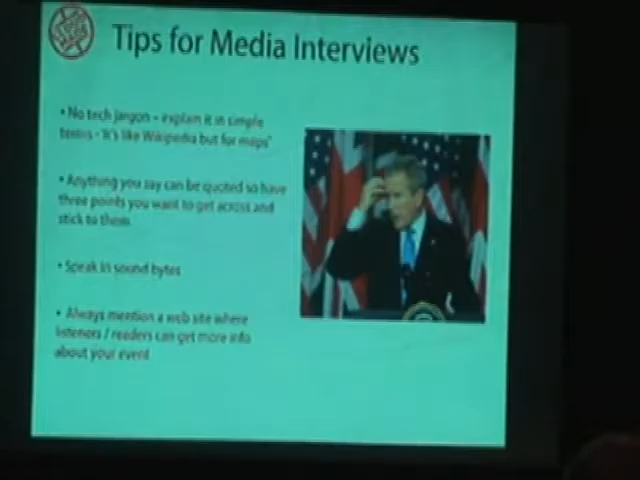 Tips for Media Interviews
• No tech jargon – explain it in simple
terms - "It's like Wikipedia but for maps"
• Anything you say can be quoted so have
three points you want to get across and
stick to them
• Speak in sound bytes
• Always mention a web site where
listeners / readers can get more info
about your event